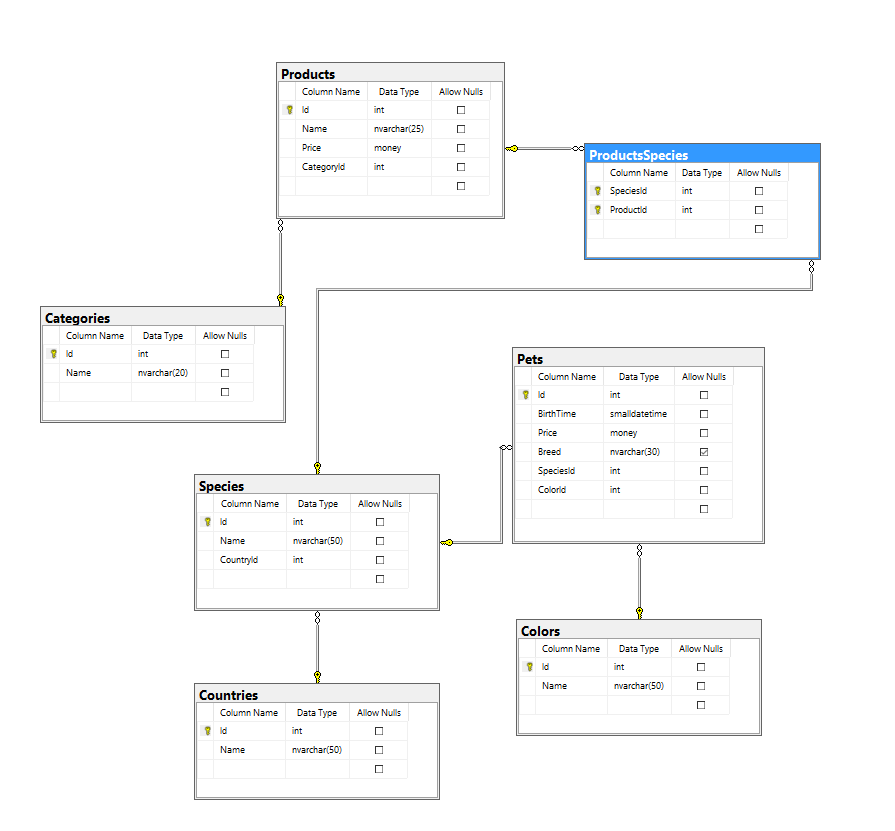 Products
Column Name Data Type Allow Nulls
Id int
Name nvarchar(25)
Price money
CategoryId int
ProductsSpecies
Column Name Data Type Allow Nulls
SpeciesId int
ProductId int
Categories
Column Name Data Type Allow Nulls
Id int
Name nvarchar(20)
Pets
Column Name Data Type Allow Nulls
Id int
BirthTime smalldatetime
Price money
Breed nvarchar(30)
SpeciesId int
ColorId int
Species
Column Name Data Type Allow Nulls
Id int
Name nvarchar(50)
CountryId int
Colors
Column Name Data Type Allow Nulls
Id int
Name nvarchar(50)
Countries
Column Name Data Type Allow Nulls
Id int
Name nvarchar(50)